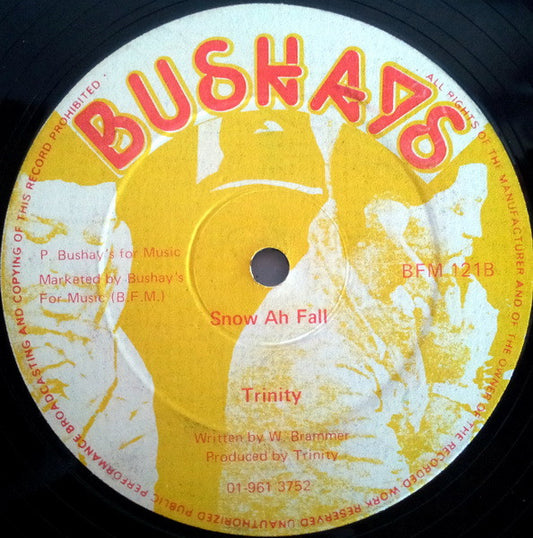 BUSHAYS
ALL RIGHTS OF THE MANUFACTURER AND OF THE OWNER OF THE RECORDED WORK RESERVED UNAUTHORIZED PUBLIC PERFORMANCE BROADCASTING AND COPYING OF THIS RECORD PROHIBITED
P. Bushay's for Music
Marketed by Bushay's
For Music (B.F.M.)
BFM 121B
Snow Ah Fall
Trinity
Written by W. Brammer
Produced by Trinity
01-961 3752